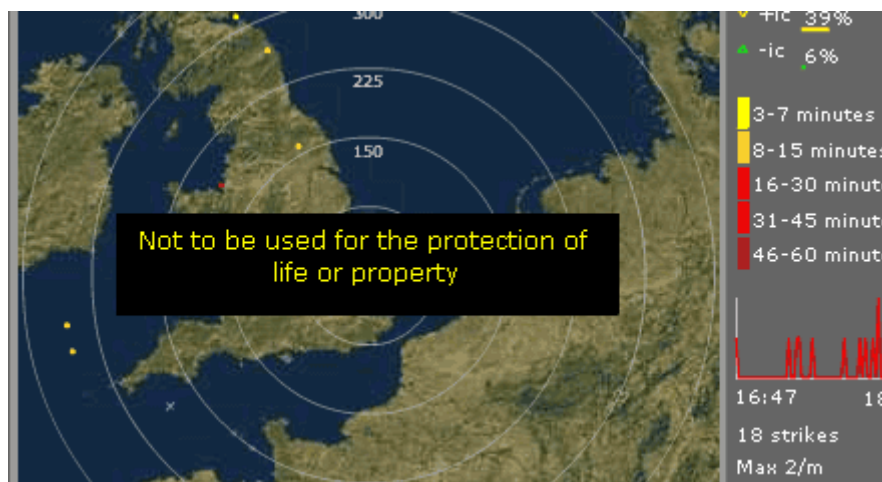 300
225
150
Not to be used for the protection of
life or property
+ic 39%
-ic 6%
3-7 minutes
8-15 minutes
16-30 minut
31-45 minut
46-60 minut
16:47 18
18 strikes
Max 2/m